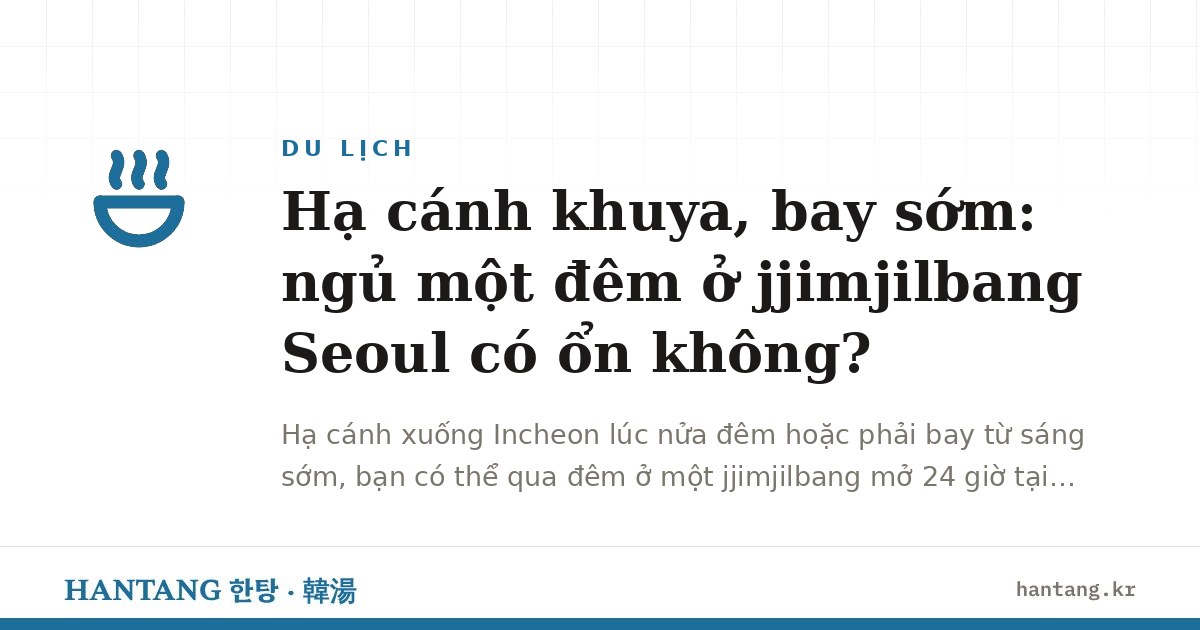 DU LỊCH
Hạ cánh khuya, bay sớm:
ngủ một đêm ở jjimjilbang
Seoul có ổn không?
Hạ cánh xuống Incheon lúc nửa đêm hoặc phải bay từ sáng
sớm, bạn có thể qua đêm ở một jjimjilbang mở 24 giờ tại...
HANTANG 한탕 · 韓湯
hantang.kr